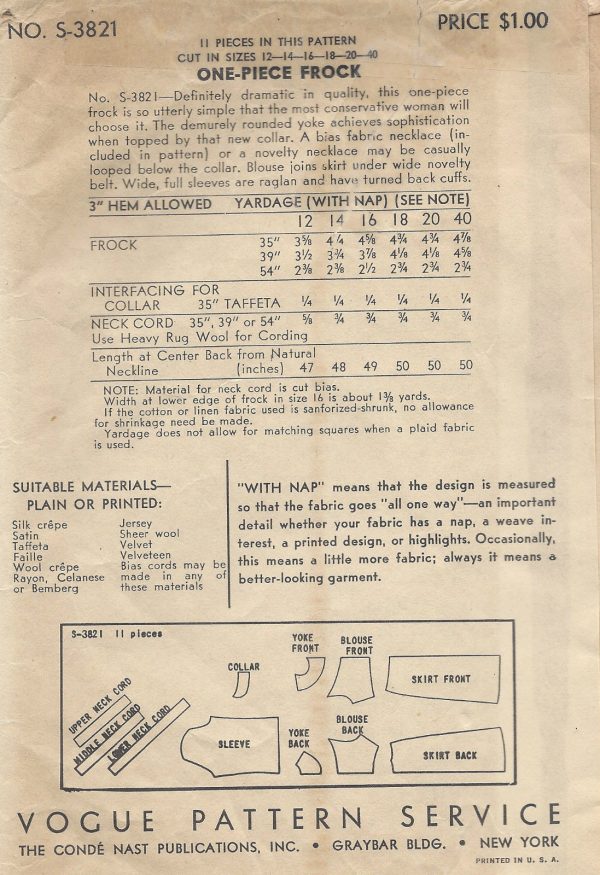 NO. S-3821
PRICE $1.00
11 PIECES IN THIS PATTERN
CUT IN SIZES 12—14—16—18—20—40
ONE-PIECE FROCK
No. S-3821—Definitely dramatic in quality, this one-piece
frock is so utterly simple that the most conservative woman will
choose it. The demurely rounded yoke achieves sophistication
when topped by that new collar. A bias fabric necklace (in-
cluded in pattern) or a novelty necklace may be casually
looped below the collar. Blouse joins skirt under wide novelty
belt. Wide, full sleeves are raglan and have turned back cuffs.
3" HEM ALLOWED YARDAGE (WITH NAP) (SEE NOTE)
12 14 16 18 20 40
FROCK 35" 3⅝ 4¼ 4⅝ 4¾ 4¾ 4⅞
39" 3½ 3¾ 3⅞ 4⅛ 4⅛ 4⅝
54" 2⅜ 2⅜ 2½ 2¾ 2¾ 2¾
INTERFACING FOR
COLLAR 35" TAFFETA ¼ ¼ ¼ ¼ ¼ ¼
NECK CORD 35", 39" or 54" ⅝ ¾ ¾ ¾ ¾ ¾
Use Heavy Rug Wool for Cording
Length at Center Back from Natural
Neckline (inches) 47 48 49 50 50 50
NOTE: Material for neck cord is cut bias.
Width at lower edge of frock in size 16 is about 1⅜ yards.
If the cotton or linen fabric used is sanforized-shrunk, no allowance
for shrinkage need be made.
Yardage does not allow for matching squares when a plaid fabric
is used.
SUITABLE MATERIALS—
PLAIN OR PRINTED:
Silk crêpe
Satin
Taffeta
Faille
Wool crêpe
Rayon, Celanese
or Bemberg
Jersey
Sheer wool
Velvet
Velveteen
Bias cords may be
made in any of
these materials
"WITH NAP" means that the design is measured
so that the fabric goes "all one way"—an important
detail whether your fabric has a nap, a weave in-
terest, a printed design, or highlights. Occasionally,
this means a little more fabric; always it means a
better-looking garment.
S-3821 11 pieces
UPPER NECK CORD
MIDDLE NECK CORD
LOWER NECK CORD
COLLAR
YOKE
FRONT
BLOUSE
FRONT
SKIRT FRONT
SLEEVE
YOKE
BACK
BLOUSE
BACK
SKIRT BACK
VOGUE PATTERN SERVICE
THE CONDÉ NAST PUBLICATIONS, INC. • GRAYBAR BLDG. • NEW YORK
PRINTED IN U. S. A.